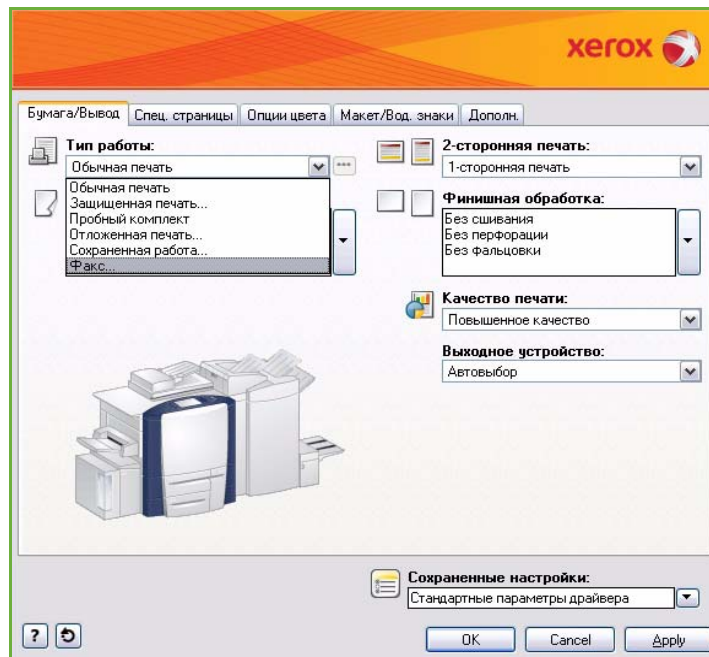 xerox
Бумага/Вывод Спец. страницы Опции цвета Макет/Вод. знаки Дополн.
Тип работы:
Обычная печать
Обычная печать
Защищенная печать...
Пробный комплект
Отложенная печать...
Сохраненная работа...
Факс...
2-сторонняя печать:
1-сторонняя печать
Финишная обработка:
Без сшивания
Без перфорации
Без фальцовки
Качество печати:
Повышенное качество
Выходное устройство:
Автовыбор
Сохраненные настройки:
Стандартные параметры драйвера
? OK Cancel Apply